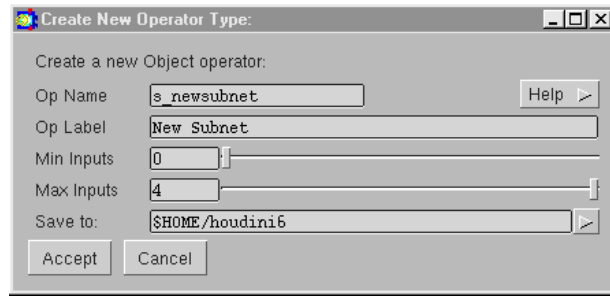 Create New Operator Type:
Create a new Object operator:
Op Name s_newsubnet Help
Op Label New Subnet
Min Inputs 0
Max Inputs 4
Save to: $HOME/houdini6
Accept Cancel